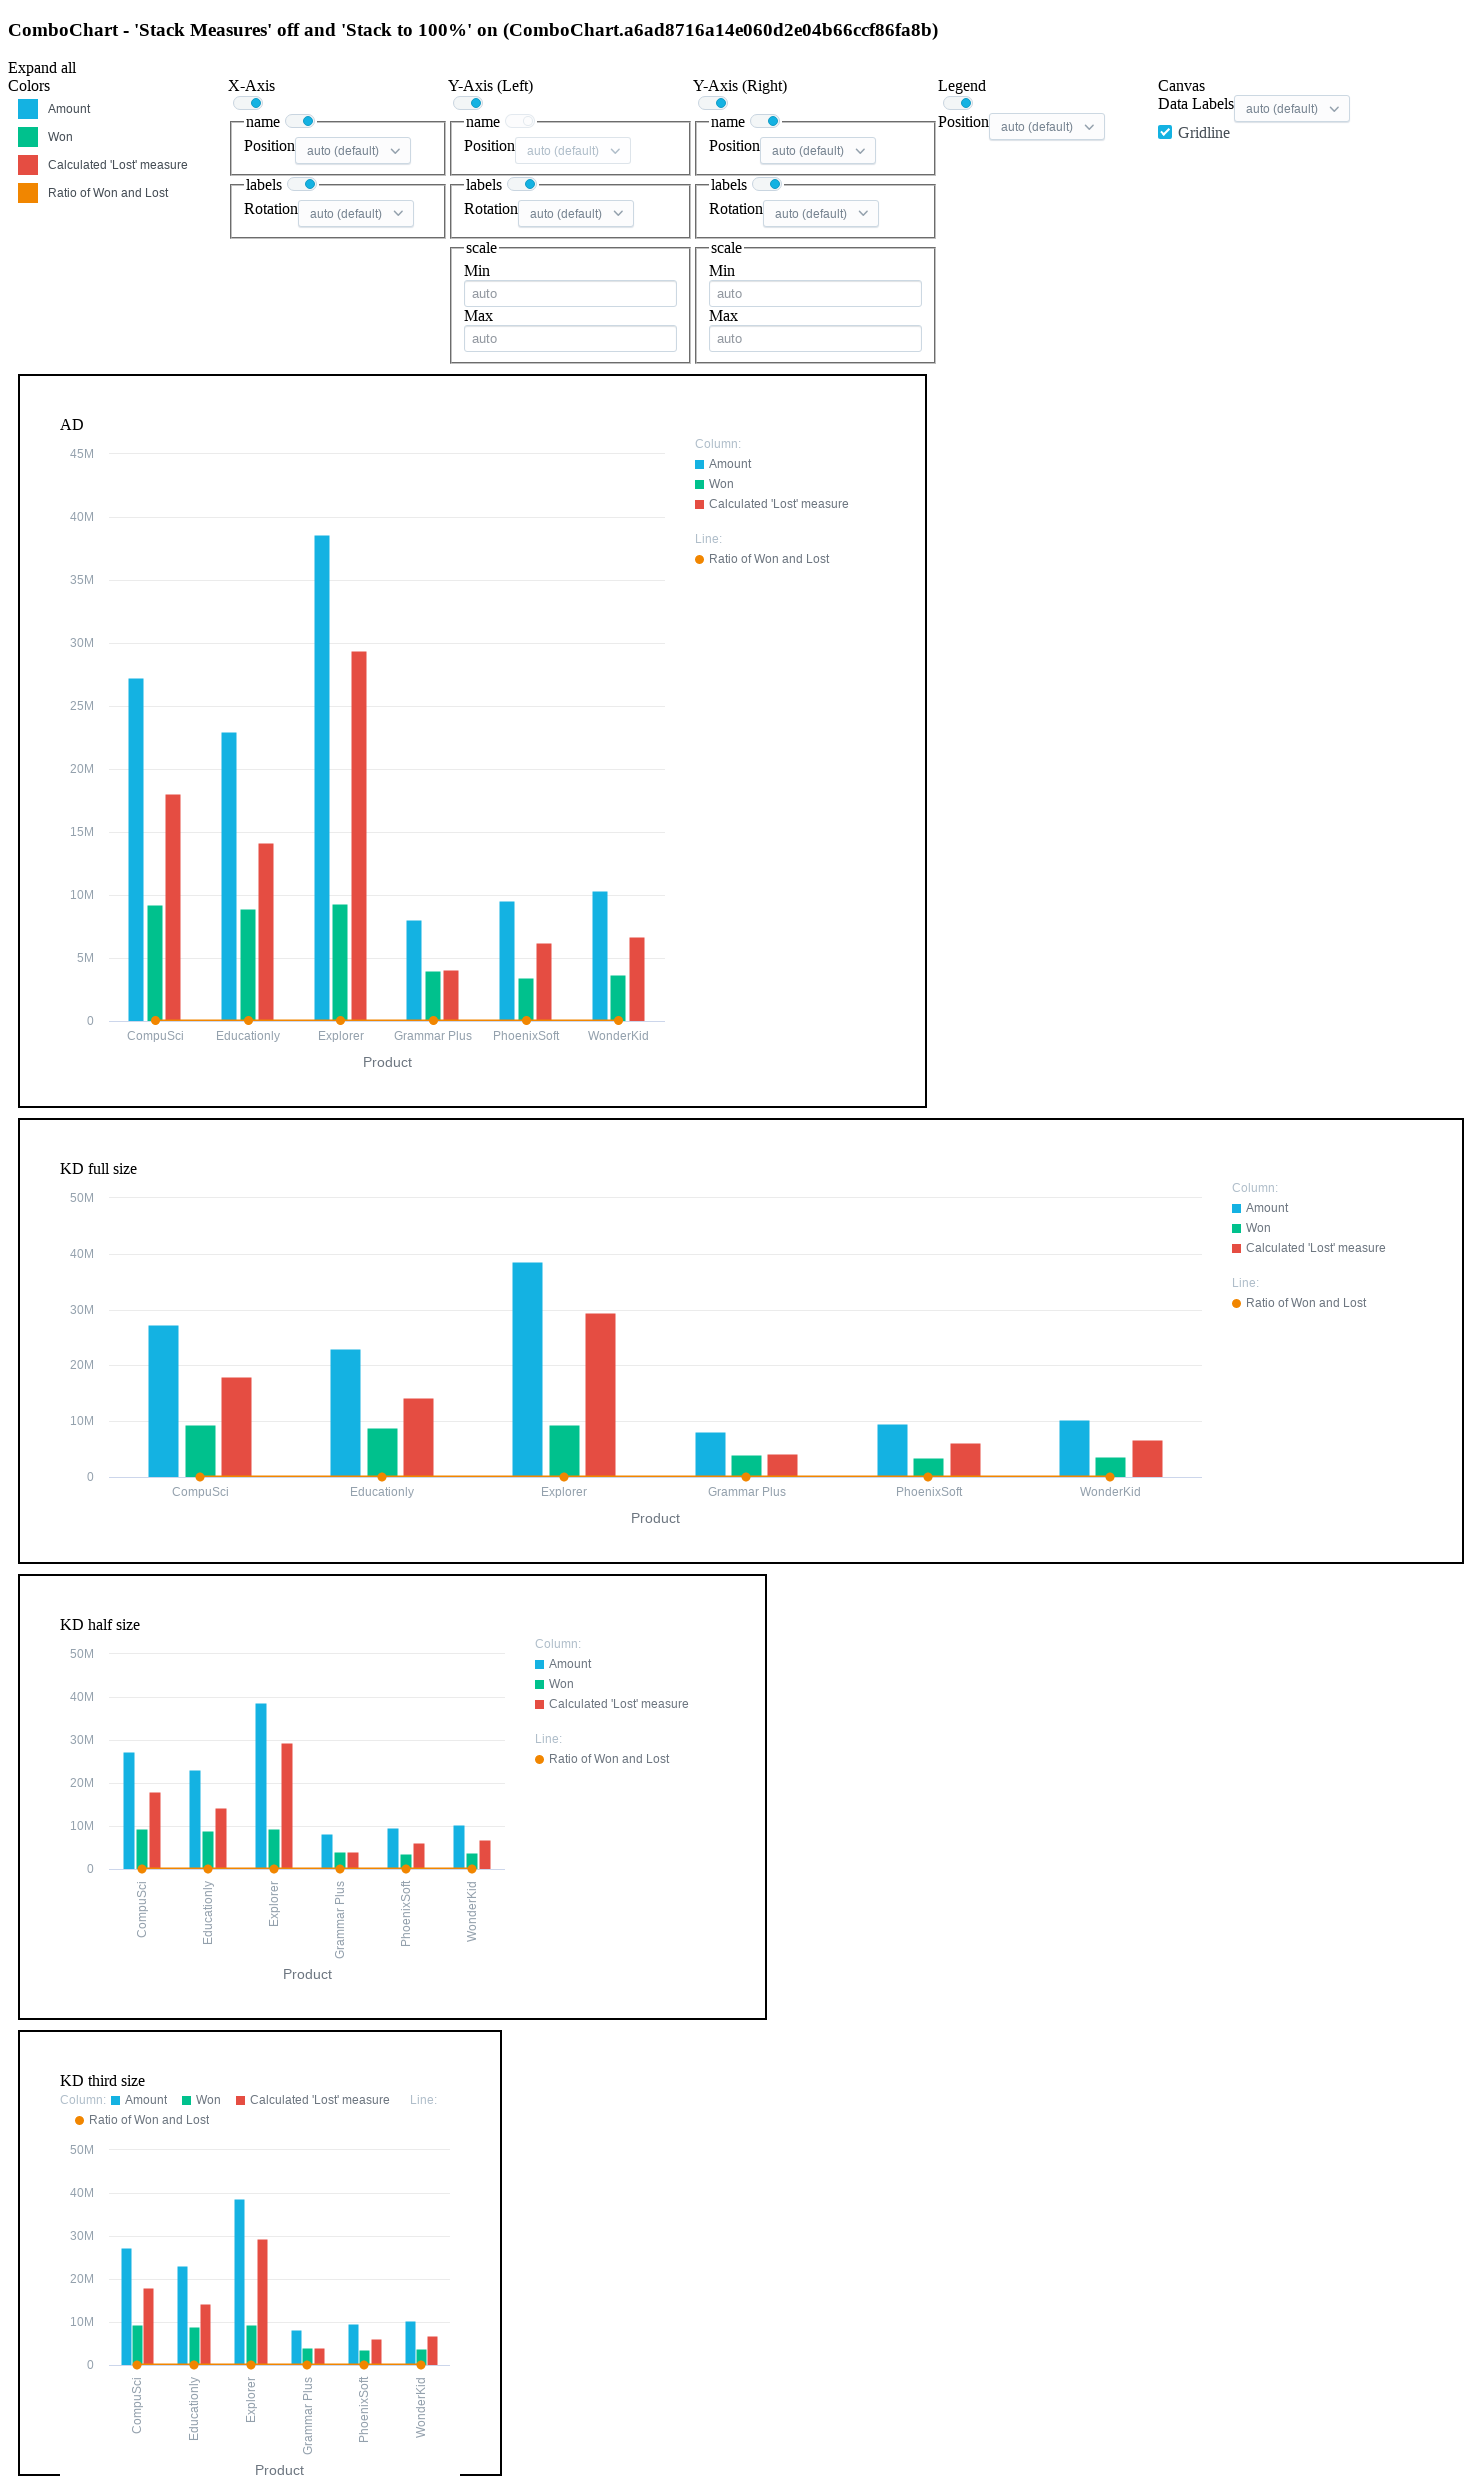 ComboChart - 'Stack Measures' off and 'Stack to 100%' on (ComboChart.a6ad8716a14e060d2e04b66ccf86fa8b)
Expand all
Colors
Amount
Won
Calculated 'Lost' measure
Ratio of Won and Lost
X-Axis
name
Position auto (default)
labels
Rotation auto (default)
Y-Axis (Left)
name
Position auto (default)
labels
Rotation auto (default)
scale
Min
auto
Max
auto
Y-Axis (Right)
name
Position auto (default)
labels
Rotation auto (default)
scale
Min
auto
Max
auto
Legend
Position auto (default)
Canvas
Data Labels auto (default)
Gridline
AD
45M
40M
35M
30M
25M
20M
15M
10M
5M
0
CompuSci Educationly Explorer Grammar Plus PhoenixSoft WonderKid
Product
Column:
Amount
Won
Calculated 'Lost' measure
Line:
Ratio of Won and Lost
KD full size
50M
40M
30M
20M
10M
0
CompuSci Educationly Explorer Grammar Plus PhoenixSoft WonderKid
Product
Column:
Amount
Won
Calculated 'Lost' measure
Line:
Ratio of Won and Lost
KD half size
50M
40M
30M
20M
10M
0
CompuSci Educationly Explorer Grammar Plus PhoenixSoft WonderKid
Product
Column:
Amount
Won
Calculated 'Lost' measure
Line:
Ratio of Won and Lost
KD third size
Column: Amount Won Calculated 'Lost' measure Line:
Ratio of Won and Lost
50M
40M
30M
20M
10M
0
CompuSci Educationly Explorer Grammar Plus PhoenixSoft WonderKid
Product